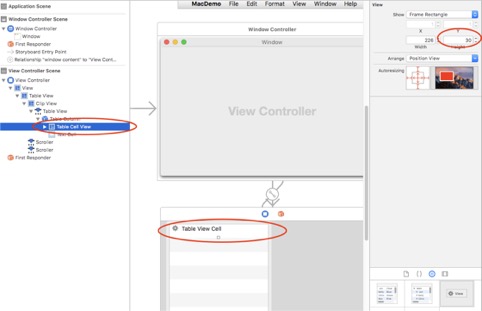 Application Scene
Window Controller Scene
Window Controller
Window
First Responder
Storyboard Entry Point
Relationship "window content" to "View Cont...
View Controller Scene
View Controller
View
Table View
Clip View
Table View
Table Column
Table Cell View
Text Cell
Scroller
Scroller
First Responder
MacDemo File Edit Format View Window Help
Window Controller
Window
View Controller
Table View Cell
View
Show Frame Rectangle
X Y
226 30
Width Height
Arrange Position View
Autoresizing
View